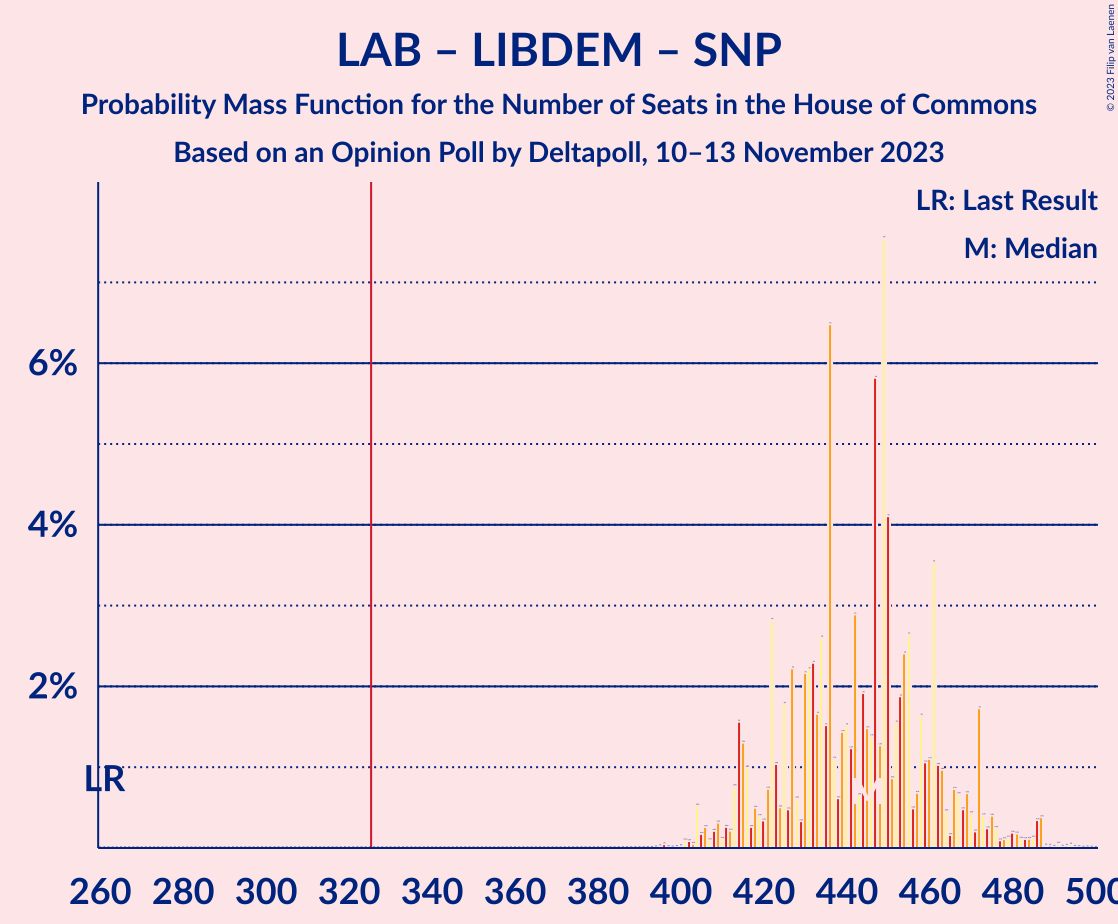 LAB – LIBDEM – SNP
Probability Mass Function for the Number of Seats in the House of Commons
Based on an Opinion Poll by Deltapoll, 10–13 November 2023
© 2023 Filip van Laenen
LR: Last Result
M: Median
6%
4%
2%
LR
M
260 280 300 320 340 360 380 400 420 440 460 480 500